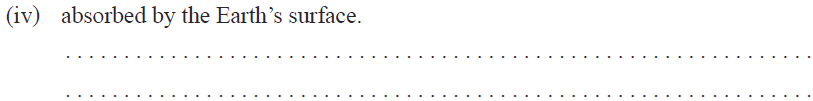 (iv) absorbed by the Earth’s surface.